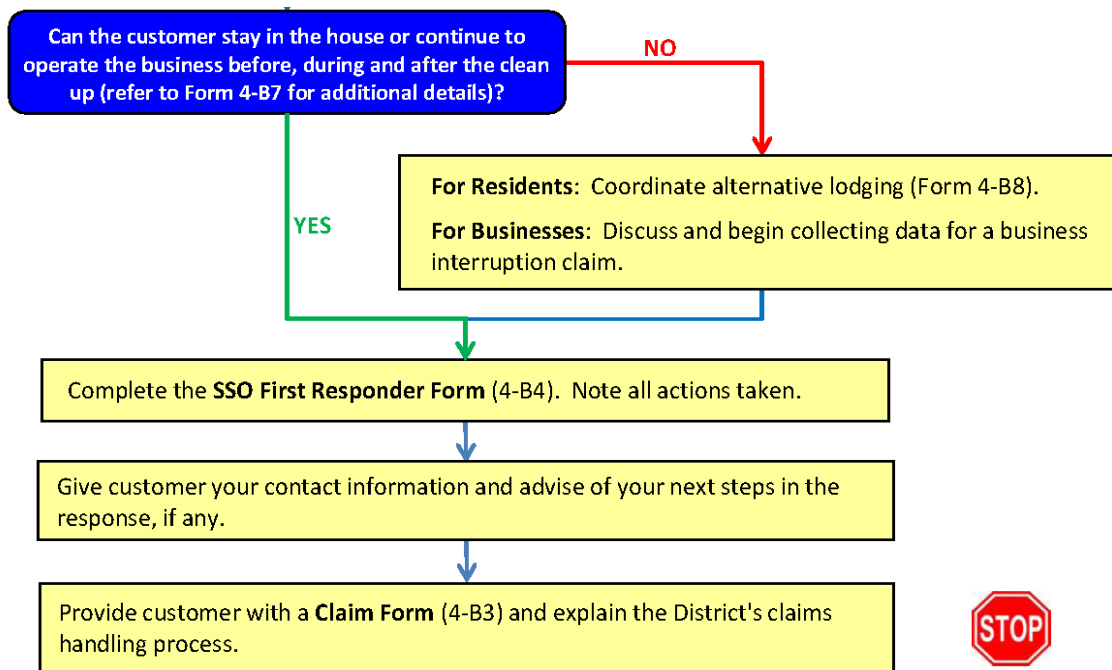 Can the customer stay in the house or continue to
operate the business before, during and after the clean
up (refer to Form 4-B7 for additional details)?
NO
For Residents: Coordinate alternative lodging (Form 4-B8).
For Businesses: Discuss and begin collecting data for a business
interruption claim.
YES
Complete the SSO First Responder Form (4-B4). Note all actions taken.
Give customer your contact information and advise of your next steps in the
response, if any.
Provide customer with a Claim Form (4-B3) and explain the District's claims
handling process.
STOP